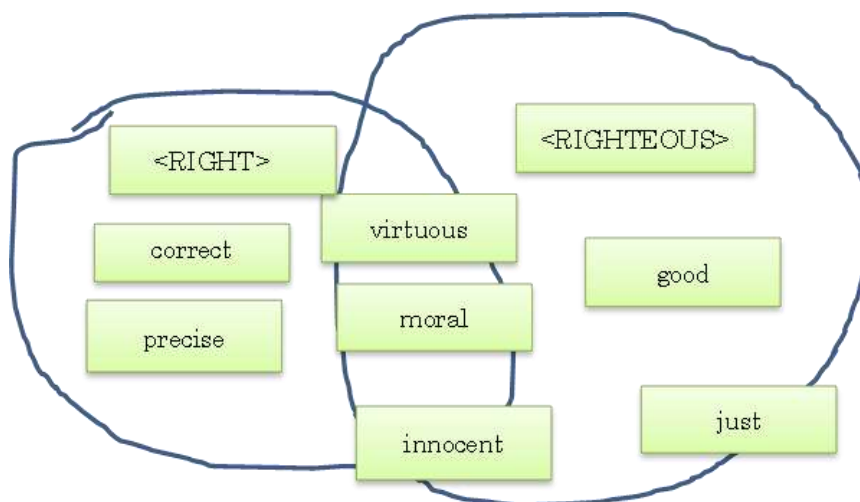 <RIGHT>
<RIGHTEOUS>
correct
virtuous
good
precise
moral
innocent
just